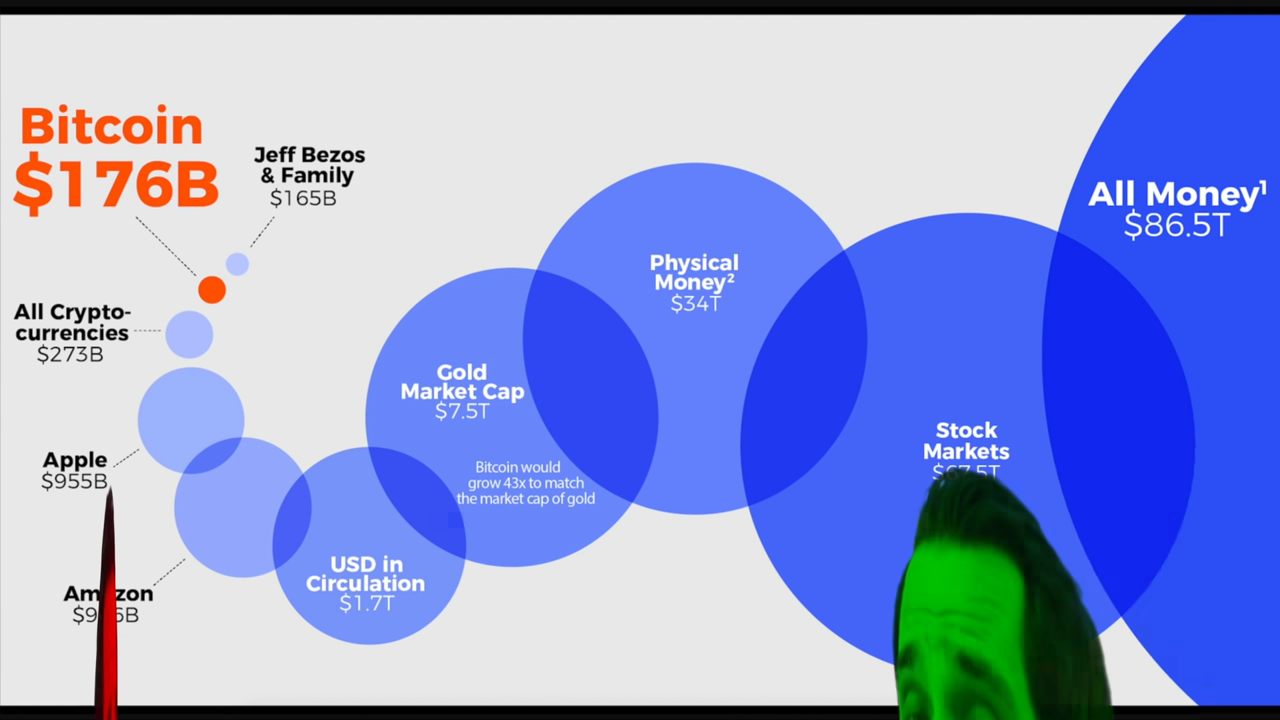 Bitcoin
$176B
Jeff Bezos
& Family
$165B
All Crypto-
currencies
$273B
Apple
$955B
USD in
Circulation
$1.7T
Gold
Market Cap
$7.5T
Bitcoin would
grow 43x to match
the market cap of gold
Physical
Money²
$34T
Stock
Markets
All Money¹
$86.5T